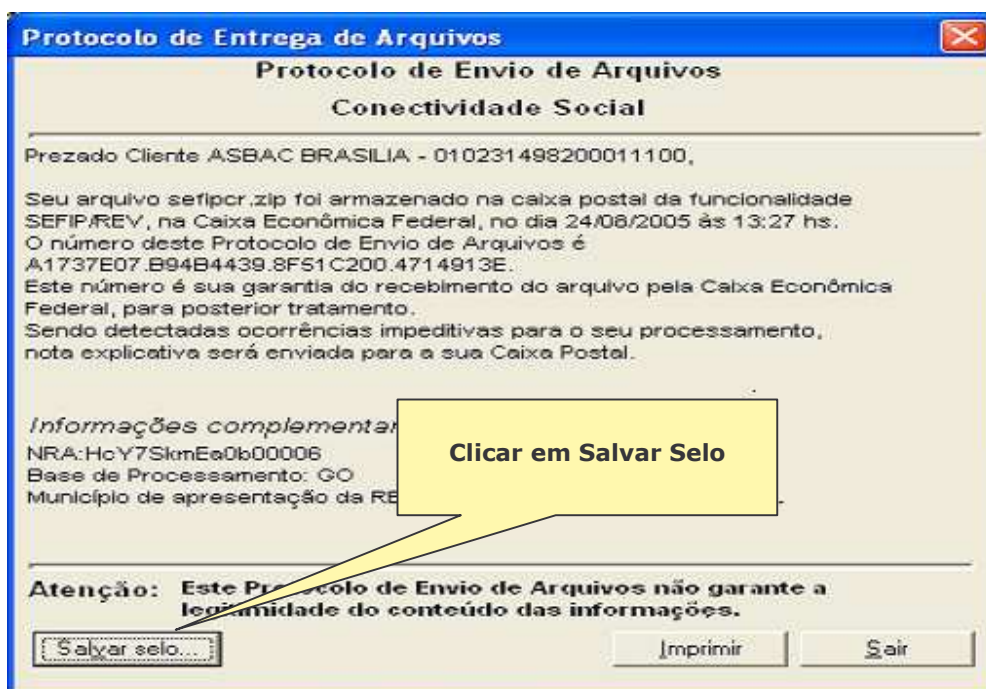 Protocolo de Entrega de Arquivos
Protocolo de Envio de Arquivos
Conectividade Social
Prezado Cliente ASBAC BRASILIA - 010231498200011100,
Seu arquivo sefipcr.zip foi armazenado na caixa postal da funcionalidade
SEFIP/REV, na Caixa Econômica Federal, no dia 24/08/2005 às 13:27 hs.
O número deste Protocolo de Envio de Arquivos é
A1737E07.B94B4439.8F51C200.4714913E.
Este número é sua garantia do recebimento do arquivo pela Caixa Econômica
Federal, para posterior tratamento.
Sendo detectadas ocorrências impeditivas para o seu processamento,
nota explicativa será enviada para a sua Caixa Postal.
Informações complementar
NRA:HcY7SkmEa0b00006
Base de Processamento: GO
Município de apresentação da RE
Clicar em Salvar Selo
Atenção: Este Protocolo de Envio de Arquivos não garante a
legitimidade do conteúdo das informações.
Salvar selo...
Imprimir
Sair